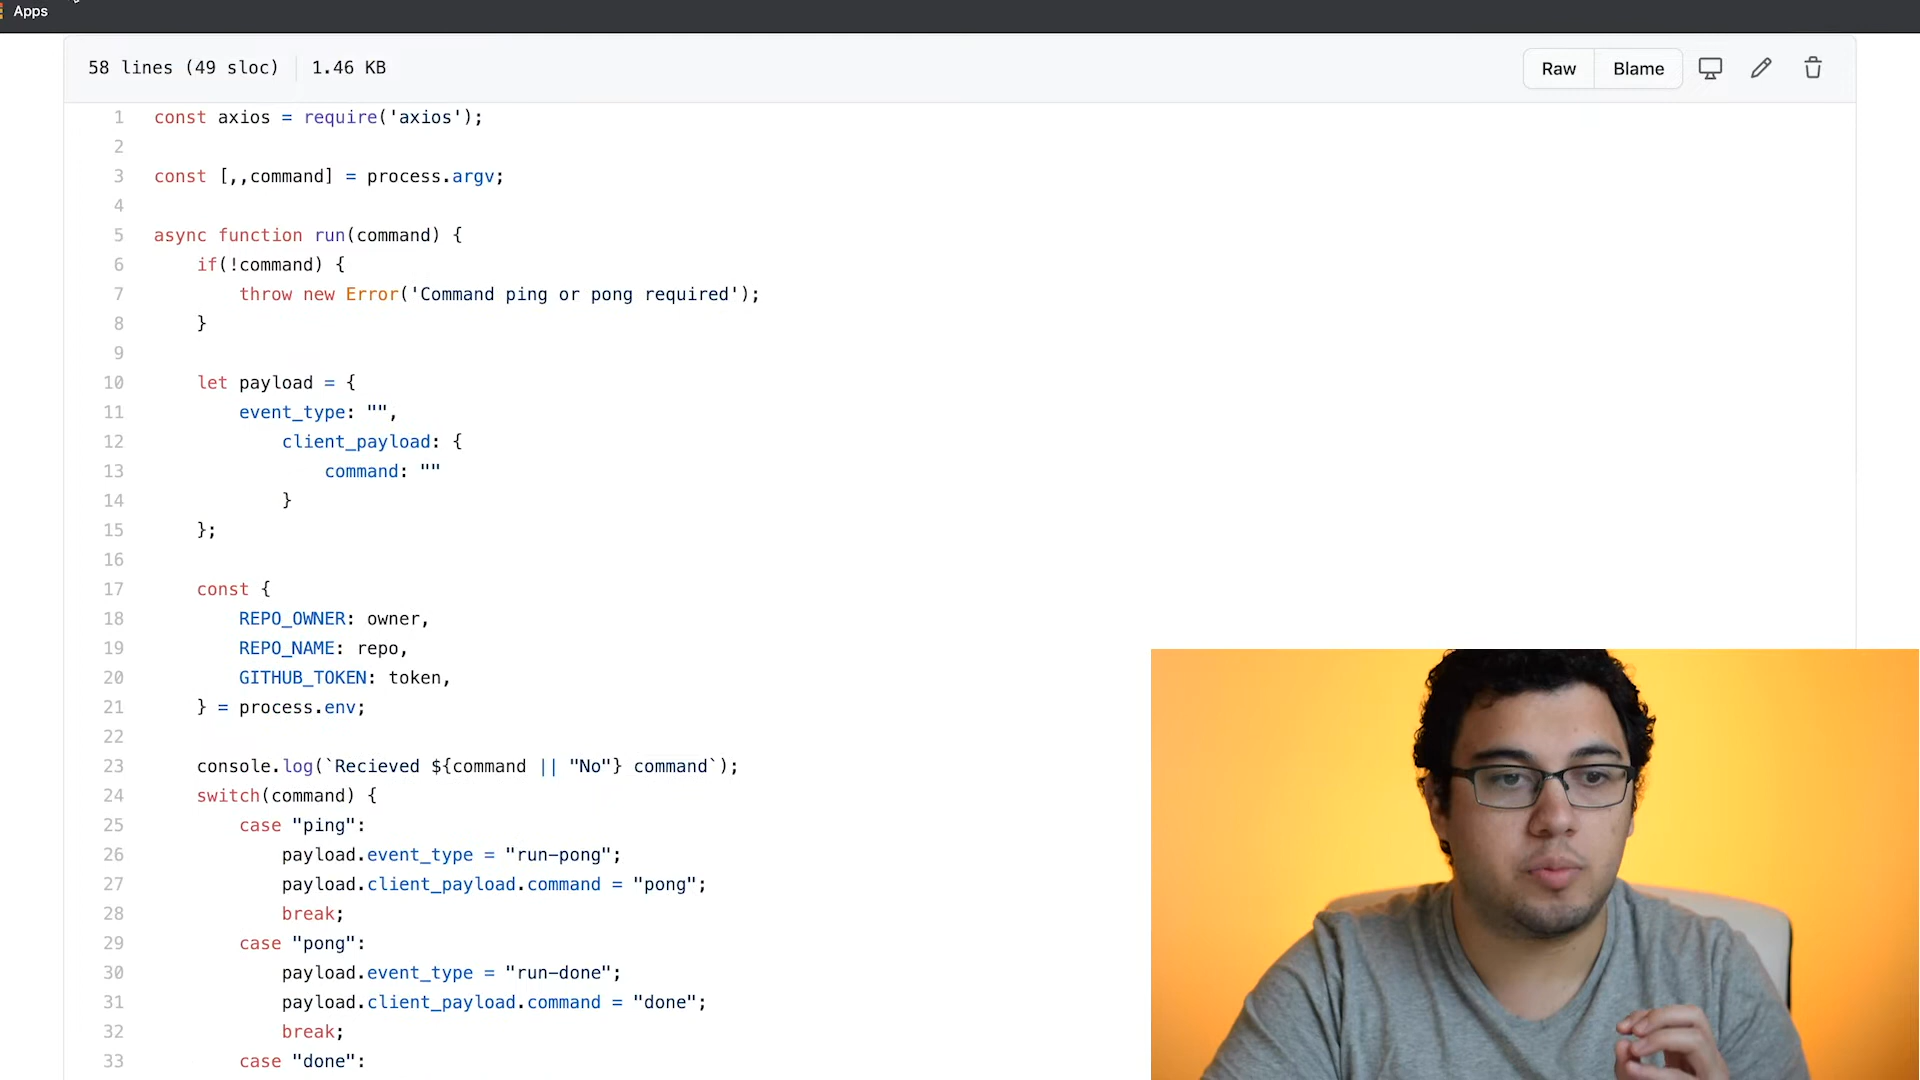 Apps
58 lines (49 sloc) 1.46 KB
Raw Blame
1 const axios = require('axios');
2
3 const [,,command] = process.argv;
4
5 async function run(command) {
6 if(!command) {
7 throw new Error('Command ping or pong required');
8 }
9
10 let payload = {
11 event_type: "",
12 client_payload: {
13 command: ""
14 }
15 };
16
17 const {
18 REPO_OWNER: owner,
19 REPO_NAME: repo,
20 GITHUB_TOKEN: token,
21 } = process.env;
22
23 console.log(`Recieved ${command || "No"} command`);
24 switch(command) {
25 case "ping":
26 payload.event_type = "run-pong";
27 payload.client_payload.command = "pong";
28 break;
29 case "pong":
30 payload.event_type = "run-done";
31 payload.client_payload.command = "done";
32 break;
33 case "done":